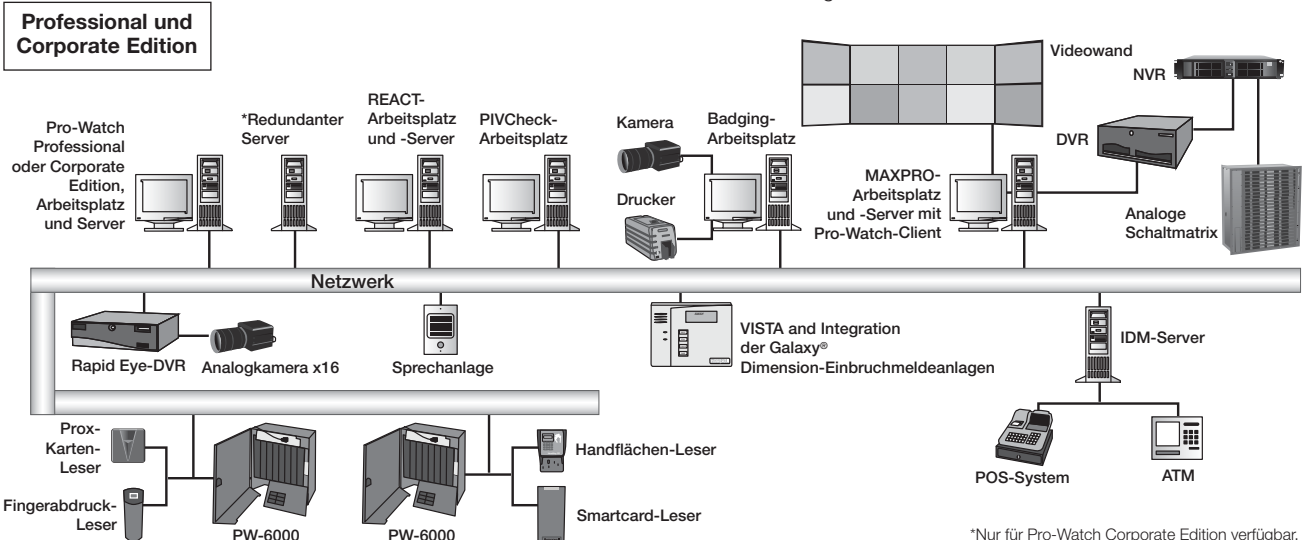 Professional und
Corporate Edition
Pro-Watch
Professional
oder Corporate
Edition,
Arbeitsplatz
und Server
*Redundanter
Server
REACT-
Arbeitsplatz
und -Server
PIVCheck-
Arbeitsplatz
Kamera
Drucker
Badging-
Arbeitsplatz
MAXPRO-
Arbeitsplatz
und -Server mit
Pro-Watch-Client
Videowand
NVR
DVR
Analoge
Schaltmatrix
Netzwerk
Rapid Eye-DVR
Analogkamera x16
Sprechanlage
VISTA and Integration
der Galaxy®
Dimension-Einbruchmeldeanlagen
IDM-Server
POS-System
ATM
Prox-
Karten-
Leser
Fingerabdruck-
Leser
PW-6000
PW-6000
Handflächen-Leser
Smartcard-Leser
*Nur für Pro-Watch Corporate Edition verfügbar.